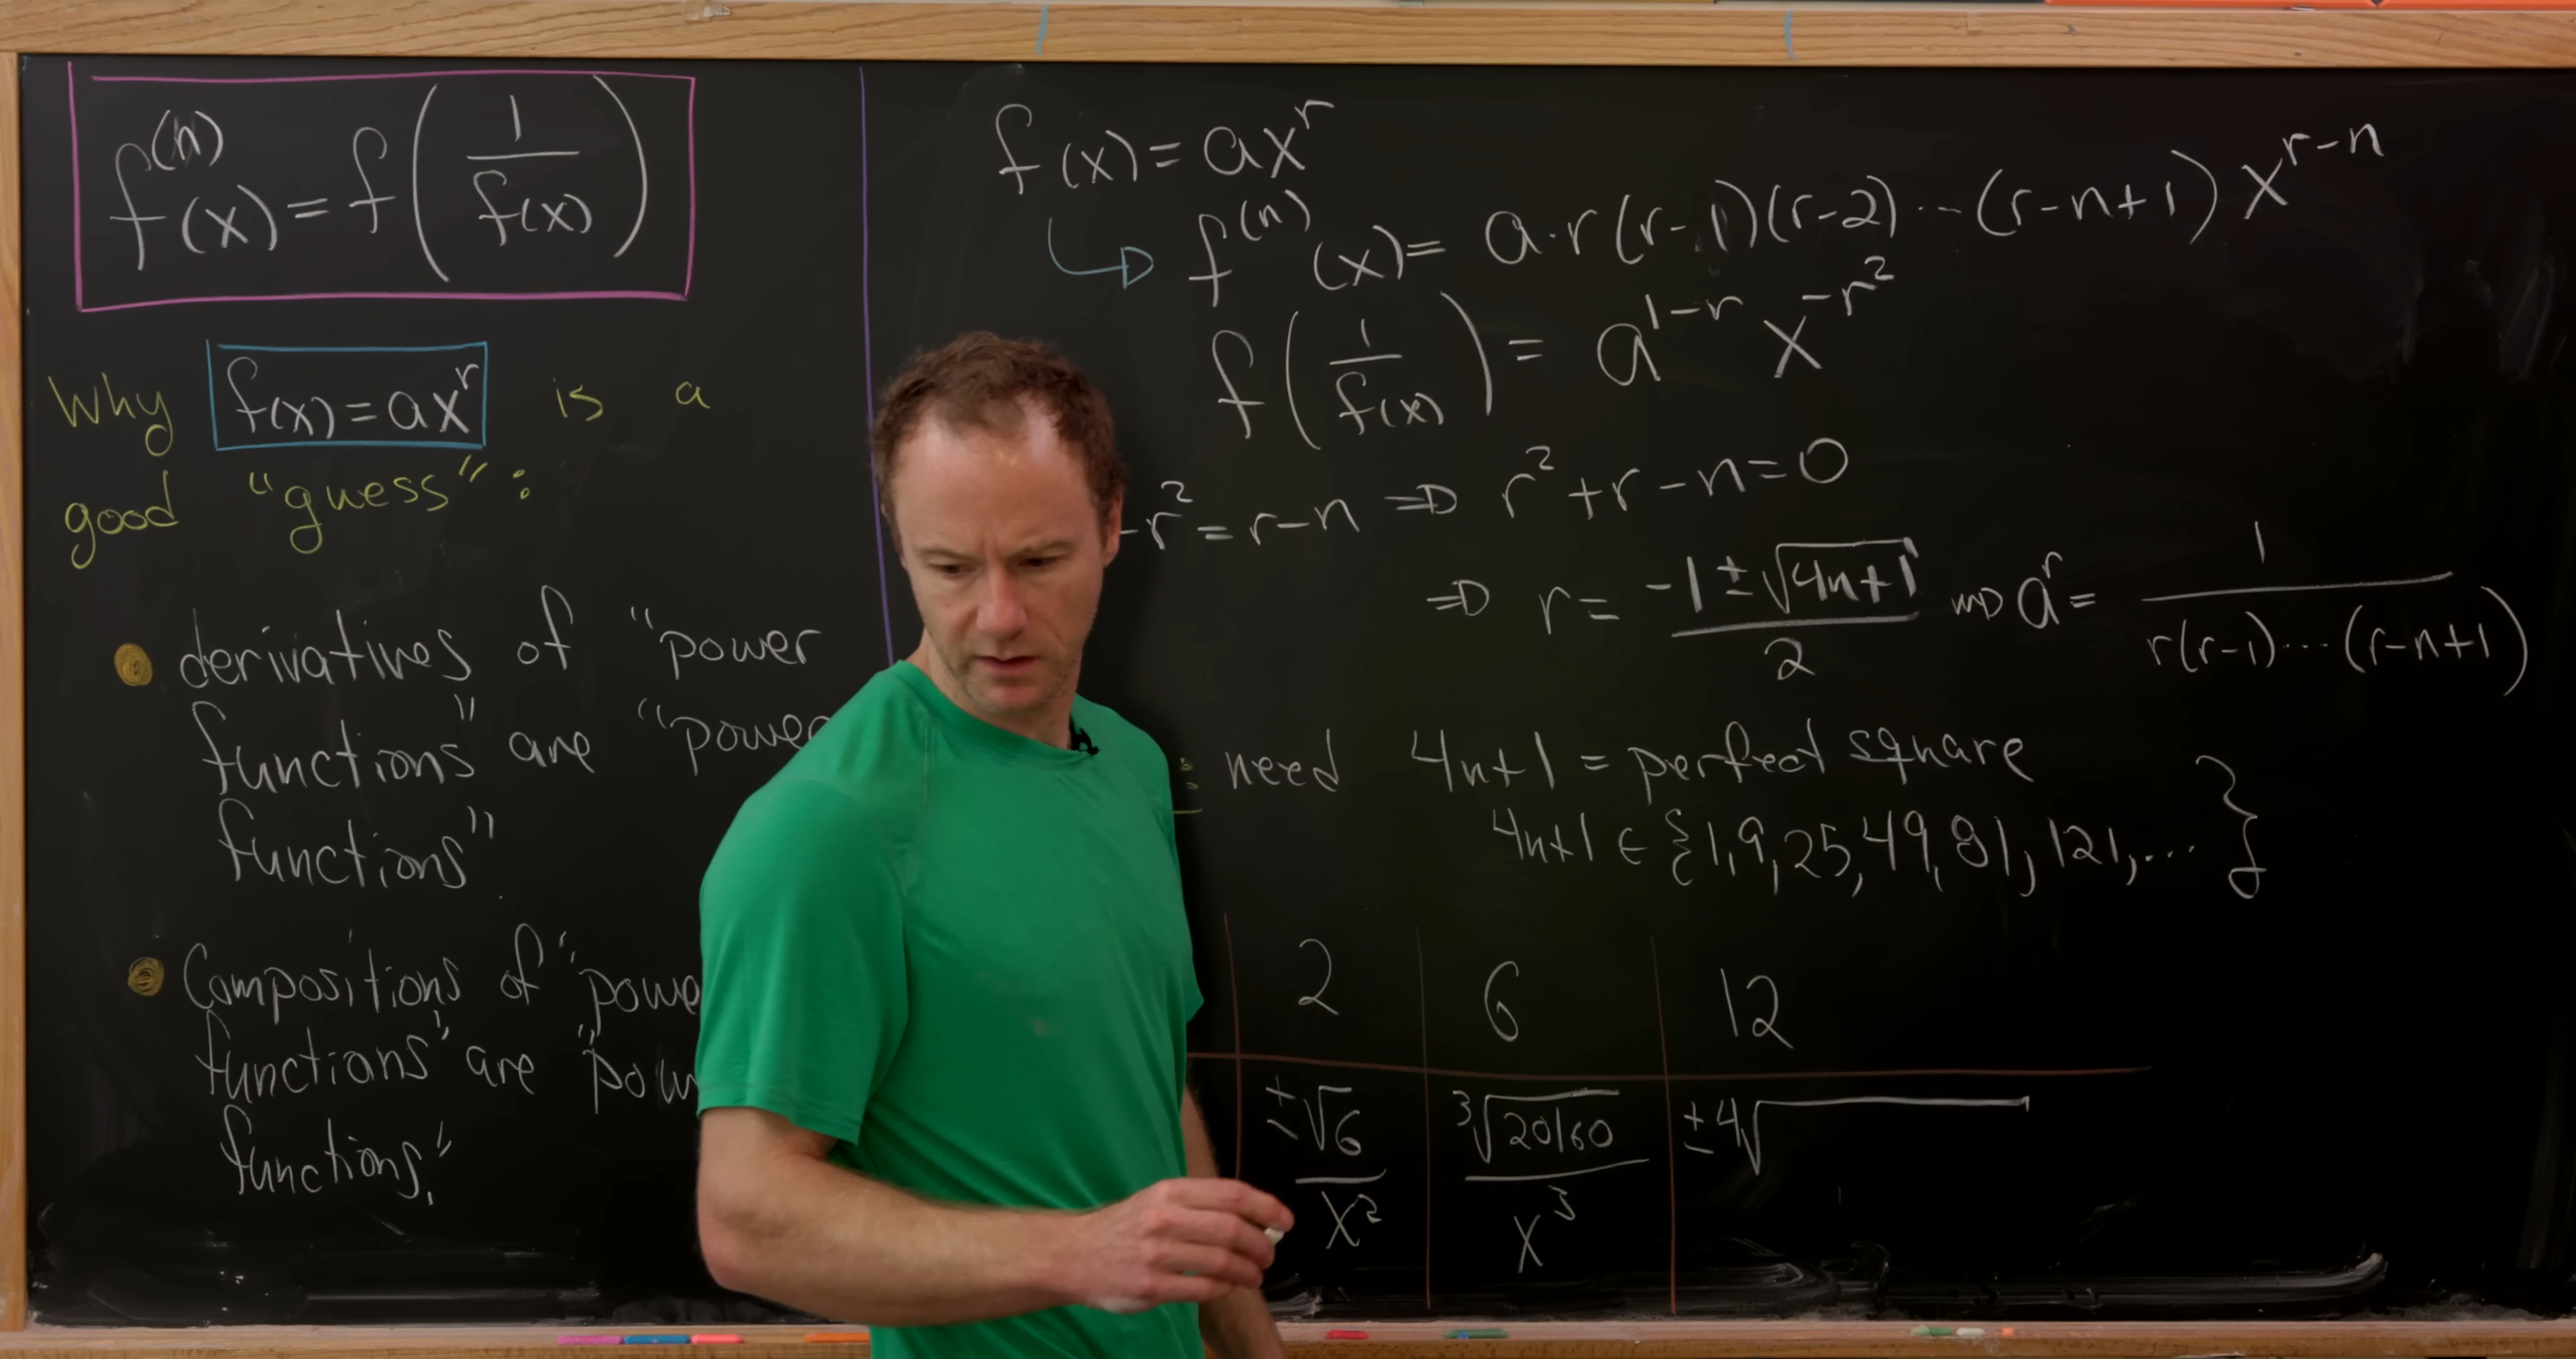 f^(n)(x) = f(1/f(x))
Why f(x) = ax^r is a
good "guess":
• derivatives of "power
functions" are "power
functions".
• Compositions of "powe
functions" are "pow
functions."
f(x) = ax^r
f^(n)(x) = a·r(r-1)(r-2)···(r-n+1) x^(r-n)
f(1/f(x)) = a^(1-r) x^(-r^2)
-r^2 = r-n ⇒ r^2+r-n=0
⇒ r = (-1±√(4n+1))/2 ⇝ a^r = 1/(r(r-1)···(r-n+1))
: need 4n+1 = perfect square
4n+1 ∈ {1,9,25,49,81,121,... }
2 | 6 | 12
±√6/x^2 | ∛20160/x^3 | ±∜